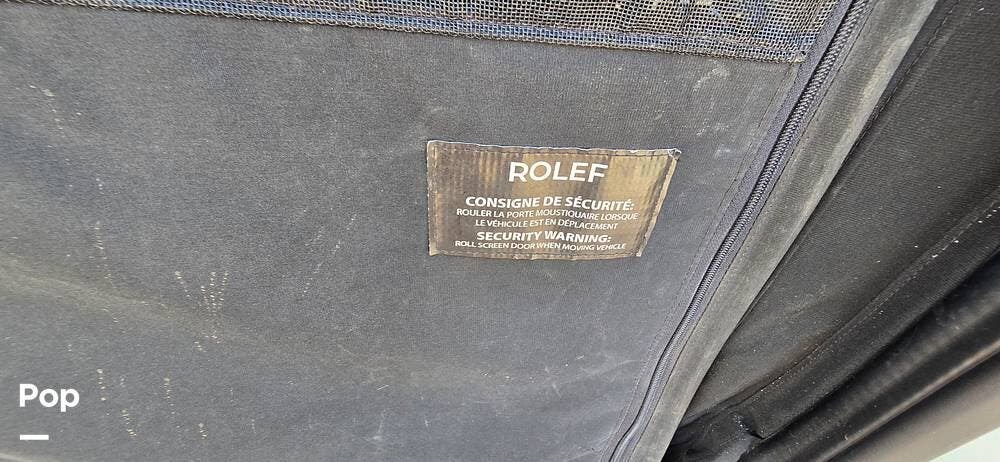 ROLEF
CONSIGNE DE SÉCURITÉ:
ROULER LA PORTE MOUSTIQUAIRE LORSQUE
LE VÉHICULE EST EN DÉPLACEMENT
SECURITY WARNING:
ROLL SCREEN DOOR WHEN MOVING VEHICLE
Pop